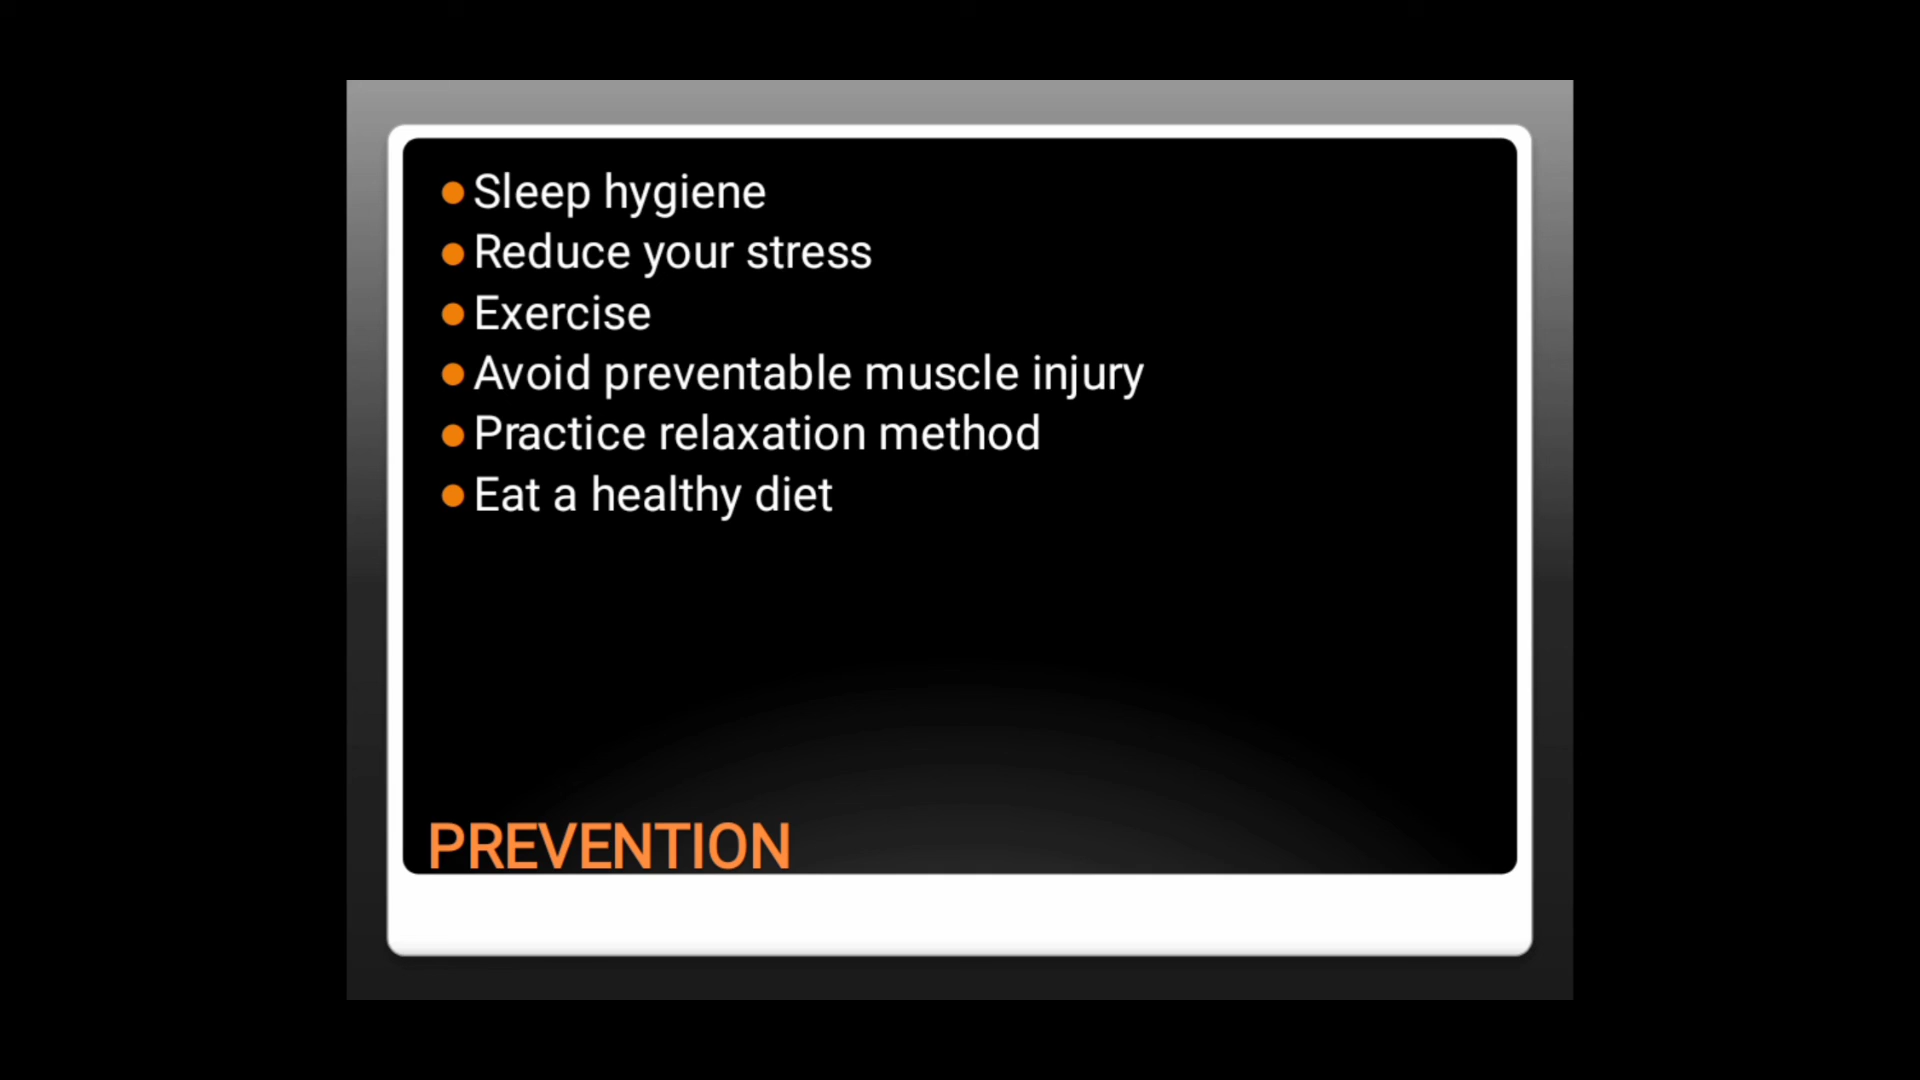 Sleep hygiene
Reduce your stress
Exercise
Avoid preventable muscle injury
Practice relaxation method
Eat a healthy diet
PREVENTION